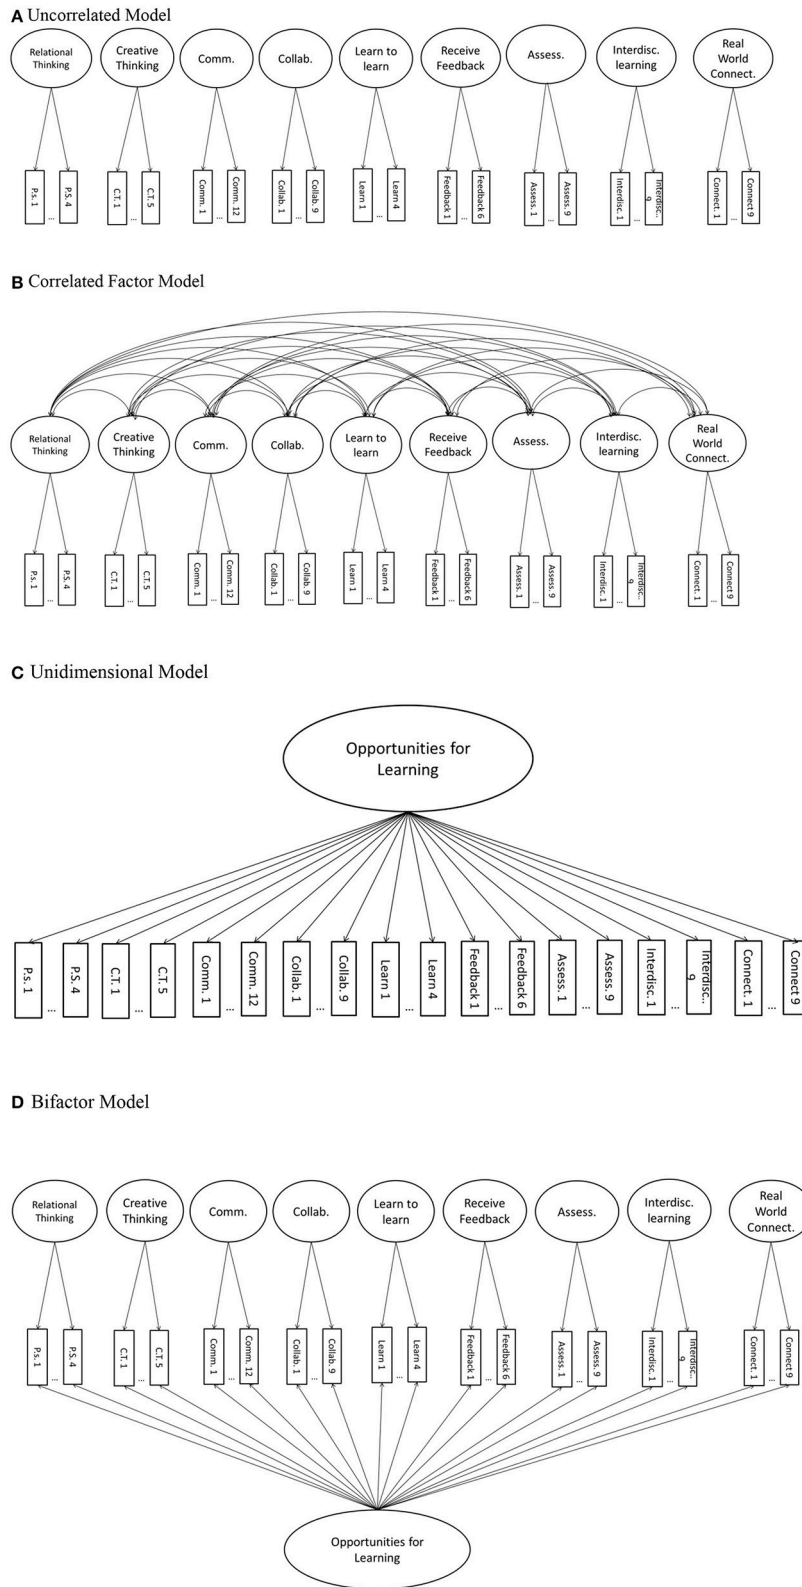 A Uncorrelated Model
Relational
Thinking
Creative
Thinking
Comm.
Collab.
Learn to
learn
Receive
Feedback
Assess.
Interdisc.
learning
Real
World
Connect.
P.s. 1
...
P.S. 4
C.T. 1
...
C.T. 5
Comm. 1
...
Comm. 12
Collab. 1
...
Collab. 9
Learn 1
...
Learn 4
Feedback 1
...
Feedback 6
Assess. 1
...
Assess. 9
Interdisc. 1
...
Interdisc..
9
Connect. 1
...
Connect 9
B Correlated Factor Model
Relational
Thinking
Creative
Thinking
Comm.
Collab.
Learn to
learn
Receive
Feedback
Assess.
Interdisc.
learning
Real
World
Connect.
P.s. 1
...
P.S. 4
C.T. 1
...
C.T. 5
Comm. 1
...
Comm. 12
Collab. 1
...
Collab. 9
Learn 1
...
Learn 4
Feedback 1
...
Feedback 6
Assess. 1
...
Assess. 9
Interdisc. 1
...
Interdisc..
9
Connect. 1
...
Connect 9
C Unidimensional Model
Opportunities for
Learning
P.s. 1
...
P.S. 4
C.T. 1
...
C.T. 5
Comm. 1
...
Comm. 12
Collab. 1
...
Collab. 9
Learn 1
...
Learn 4
Feedback 1
...
Feedback 6
Assess. 1
...
Assess. 9
Interdisc. 1
...
Interdisc..
9
Connect. 1
...
Connect 9
D Bifactor Model
Relational
Thinking
Creative
Thinking
Comm.
Collab.
Learn to
learn
Receive
Feedback
Assess.
Interdisc.
learning
Real
World
Connect.
P.s. 1
...
P.S. 4
C.T. 1
...
C.T. 5
Comm. 1
...
Comm. 12
Collab. 1
...
Collab. 9
Learn 1
...
Learn 4
Feedback 1
...
Feedback 6
Assess. 1
...
Assess. 9
Interdisc. 1
...
Interdisc..
9
Connect. 1
...
Connect 9
Opportunities for
Learning